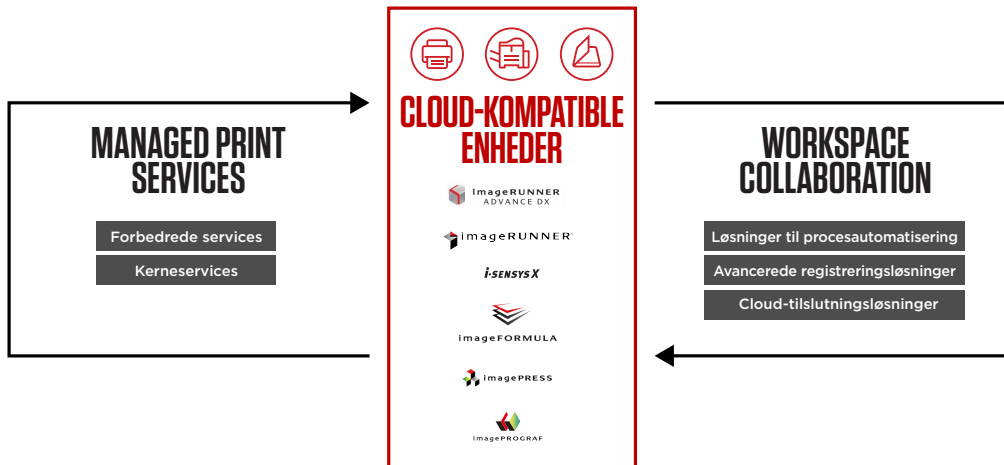 MANAGED PRINT
SERVICES
Forbedrede services
Kerneservices
CLOUD-KOMPATIBLE
ENHEDER
imageRUNNER
ADVANCE DX
imageRUNNER
i-SENSYS X
imageFORMULA
imagePRESS
imagePROGRAF
WORKSPACE
COLLABORATION
Løsninger til procesautomatisering
Avancerede registreringsløsninger
Cloud-tilslutningsløsninger